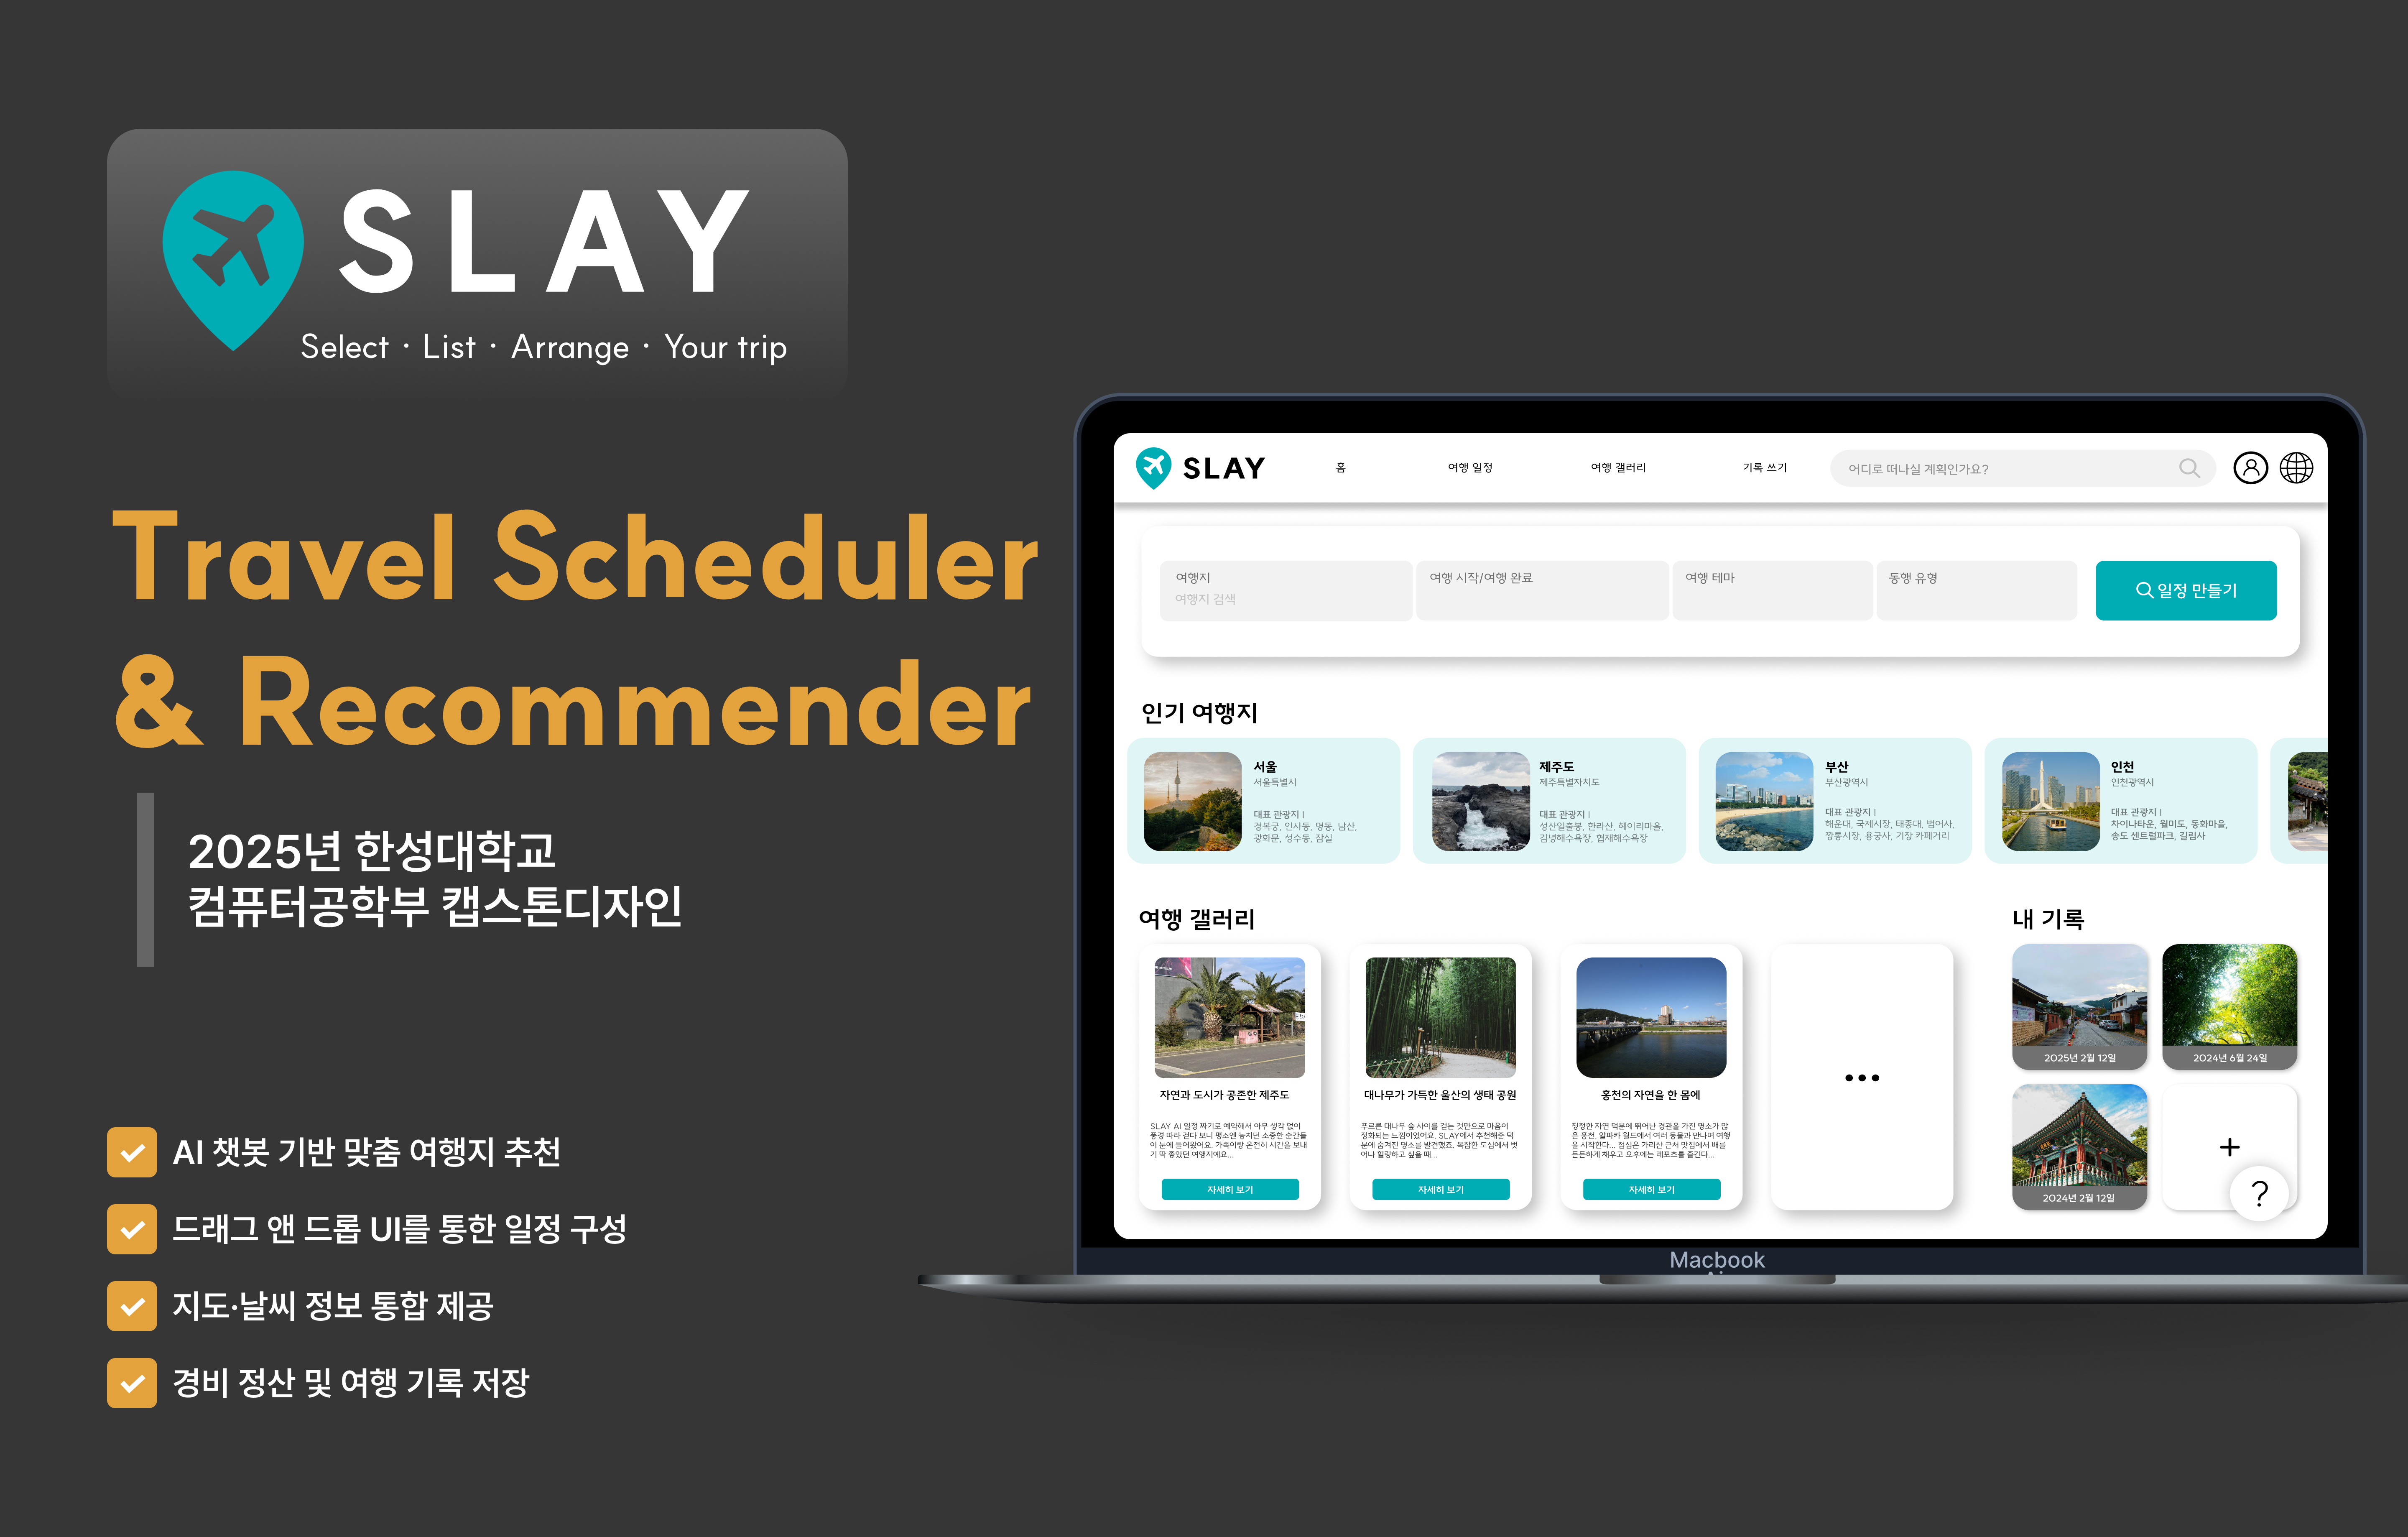 SLAY
Select · List · Arrange · Your trip
Travel Scheduler
& Recommender
2025년 한성대학교
컴퓨터공학부 캡스톤디자인
AI 챗봇 기반 맞춤 여행지 추천
드래그 앤 드롭 UI를 통한 일정 구성
지도·날씨 정보 통합 제공
경비 정산 및 여행 기록 저장
SLAY 홈 여행 일정 여행 갤러리 기록 쓰기 어디로 떠나실 계획인가요?
여행지 여행 시작/여행 완료 여행 테마 동행 유형
여행지 검색
일정 만들기
인기 여행지
서울
서울특별시
대표 관광지 |
경복궁, 인사동, 명동, 남산,
광화문, 성수동, 잠실
제주도
제주특별자치도
대표 관광지 |
성산일출봉, 한라산, 헤이리마을,
김녕해수욕장, 협재해수욕장
부산
부산광역시
대표 관광지 |
해운대, 국제시장, 태종대, 범어사,
깡통시장, 용궁사, 기장 카페거리
인천
인천광역시
대표 관광지 |
차이나타운, 월미도, 동화마을,
송도 센트럴파크, 길림사
여행 갤러리
자연과 도시가 공존한 제주도
SLAY AI 일정 짜기로 예약해서 아무 생각 없이
풍경 따라 걷다 보니 평소엔 놓치던 소중한 순간들
이 눈에 들어왔어요. 가족이랑 온전히 시간을 보내
기 딱 좋았던 여행지예요...
자세히 보기
대나무가 가득한 울산의 생태 공원
푸르른 대나무 숲 사이를 걷는 것만으로 마음이
정화되는 느낌이었어요. SLAY에서 추천해준 덕
분에 숨겨진 명소를 발견했죠. 복잡한 도심에서 벗
어나 힐링하고 싶을 때...
자세히 보기
홍천의 자연을 한 몸에
청정한 자연 덕분에 뛰어난 경관을 가진 명소가 많
은 홍천. 알파카 월드에서 여러 동물과 만나며 여행
을 시작한다... 점심은 가리산 근처 맛집에서 배를
든든하게 채우고 오후에는 레포츠를 즐긴다...
자세히 보기
...
내 기록
2025년 2월 12일
2024년 6월 24일
2024년 2월 12일
+
?
Macbook